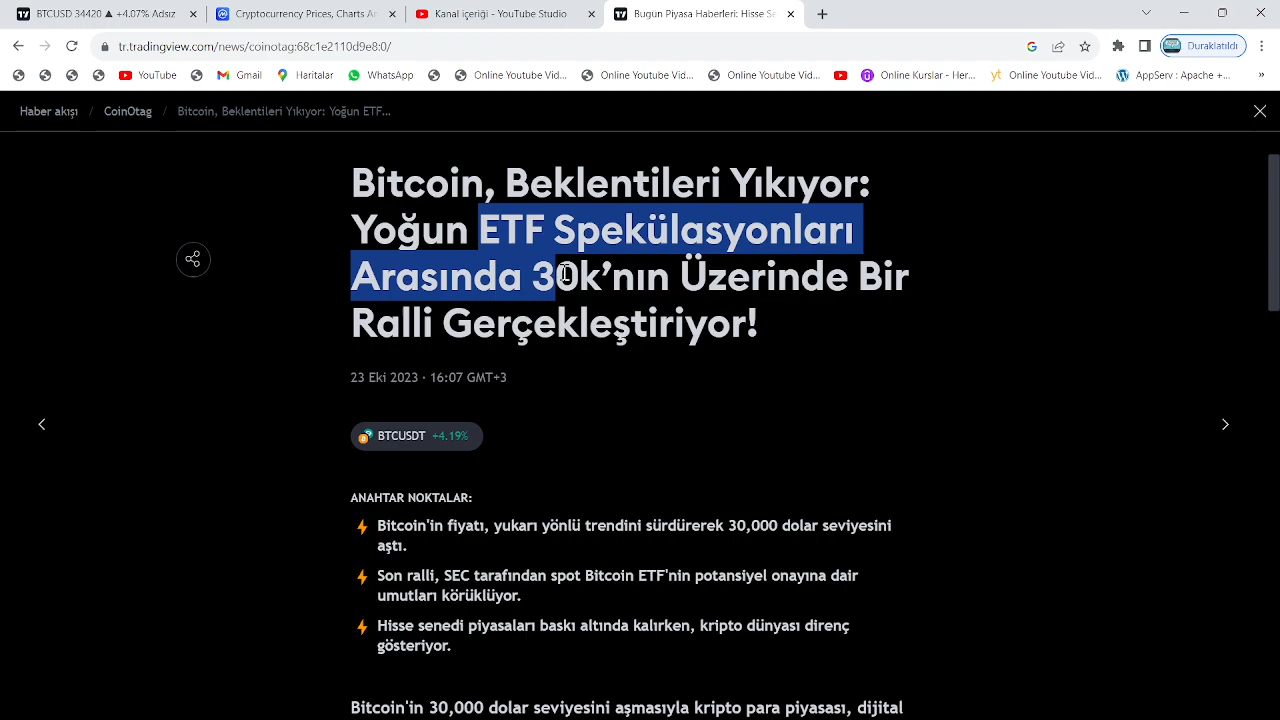 BTCUSD 34420 ▲ +4.07% Adsız
Cryptocurrency Prices, Charts An
Kanal içeriği - YouTube Studio
Bugün Piyasa Haberleri: Hisse Se
tr.tradingview.com/news/coinotag:68c1e2110d9e8:0/
Duraklatıldı
YouTube
Gmail
Haritalar
WhatsApp
Online Youtube Vid...
Online Youtube Vid...
Online Youtube Vid...
Online Kurslar - Her...
Online Youtube Vid...
AppServ : Apache +...
»
Haber akışı / CoinOtag / Bitcoin, Beklentileri Yıkıyor: Yoğun ETF...
Bitcoin, Beklentileri Yıkıyor:
Yoğun ETF Spekülasyonları
Arasında 30k’nın Üzerinde Bir
Ralli Gerçekleştiriyor!
23 Eki 2023 · 16:07 GMT+3
BTCUSDT +4.19%
ANAHTAR NOKTALAR:
Bitcoin'in fiyatı, yukarı yönlü trendini sürdürerek 30,000 dolar seviyesini
aştı.
Son ralli, SEC tarafından spot Bitcoin ETF'nin potansiyel onayına dair
umutları körüklüyor.
Hisse senedi piyasaları baskı altında kalırken, kripto dünyası direnç
gösteriyor.
Bitcoin'in 30,000 dolar seviyesini aşmasıyla kripto para piyasası, dijital